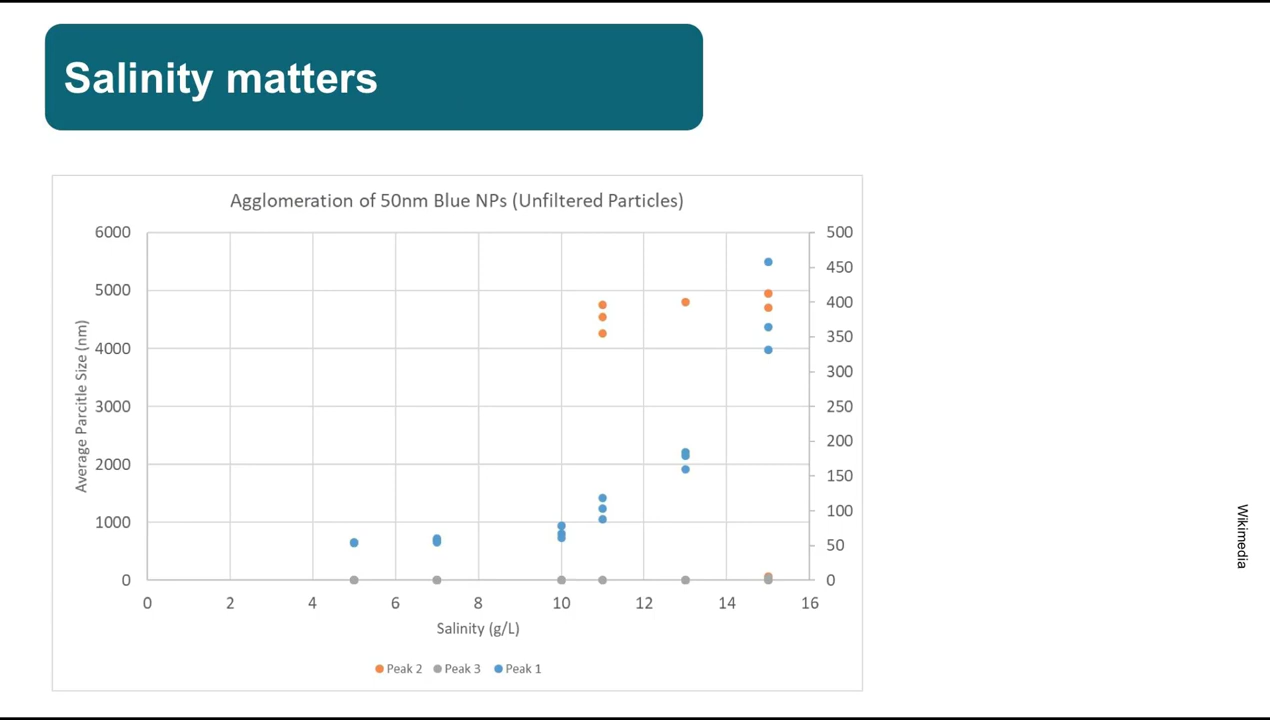 Salinity matters
Agglomeration of 50nm Blue NPs (Unfiltered Particles)
6000
5000
4000
3000
2000
1000
0
Average Parcitle Size (nm)
500
450
400
350
300
250
200
150
100
50
0
0 2 4 6 8 10 12 14 16
Salinity (g/L)
Peak 2 Peak 3 Peak 1
Wikimedia